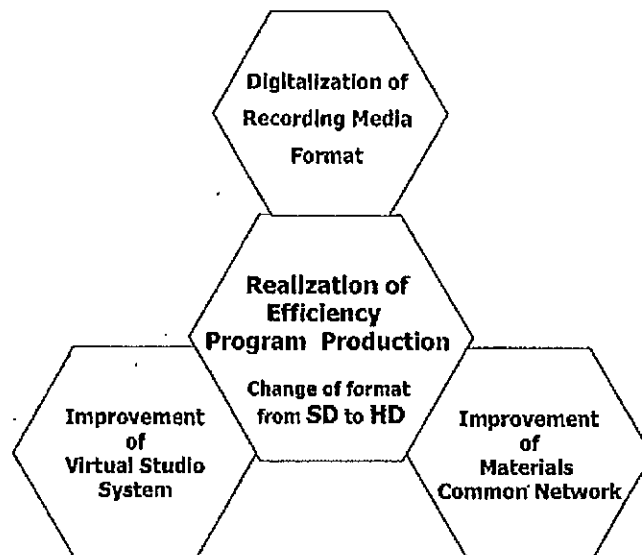 Digitalization of
Recording Media
Format
Realization of
Efficiency
Program Production
Change of format
from SD to HD
Improvement
of
Virtual Studio
System
Improvement
of
Materials
Common Network